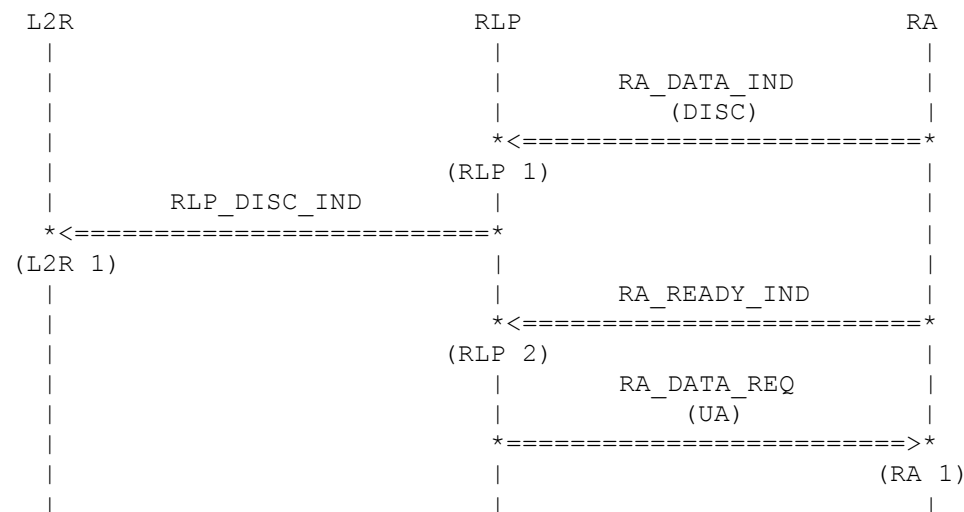 L2R RLP RA
RA_DATA_IND
(DISC)
*<=========================*
(RLP 1)
RLP_DISC_IND
*<==========================*
(L2R 1)
RA_READY_IND
*<=========================*
(RLP 2)
RA_DATA_REQ
(UA)
*=========================>*
(RA 1)